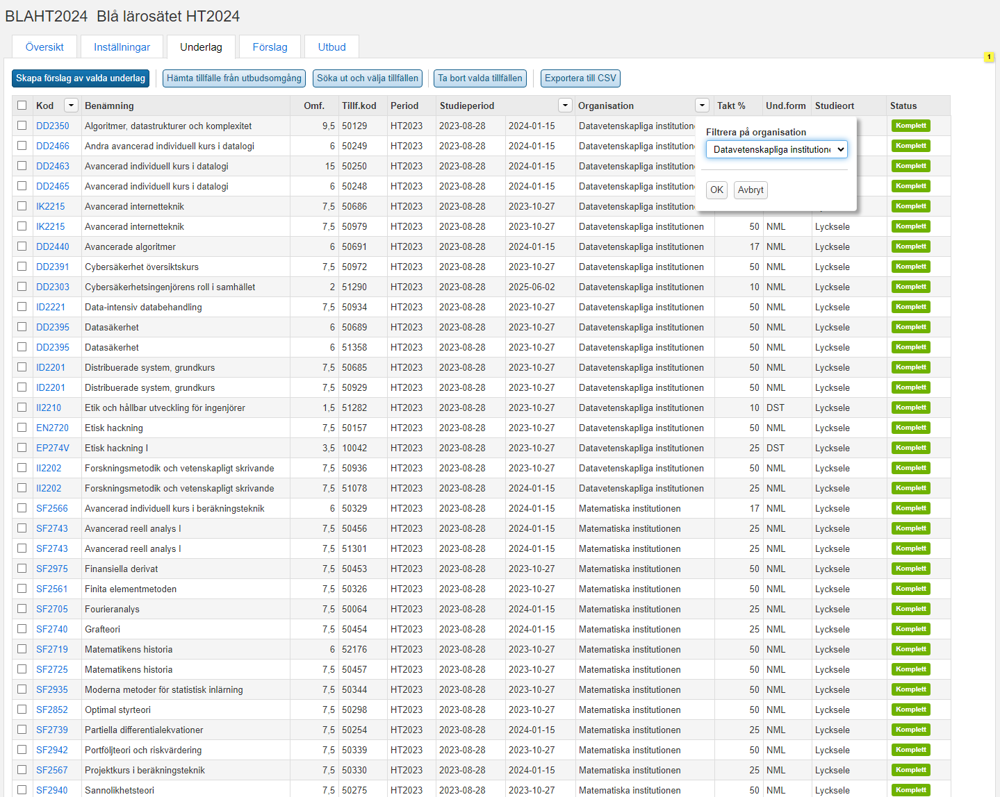 BLAHT2024 Blå lärosätet HT2024
Översikt Inställningar Underlag Förslag Utbud
1
Skapa förslag av valda underlag Hämta tillfälle från utbudsomgång Söka ut och välja tillfällen Ta bort valda tillfällen Exportera till CSV
Kod Benämning Omf. Tillf.kod Period Studieperiod Organisation Takt % Und.form Studieort Status
DD2350 Algoritmer, datastrukturer och komplexitet 9,5 50129 HT2023 2023-08-28 2024-01-15 Datavetenskapliga institutionen Komplett
Filtrera på organisation
DD2466 Andra avancerad individuell kurs i datalogi 6 50249 HT2023 2023-08-28 2024-01-15 Datavetenskapliga institutionen Komplett
Datavetenskapliga institutione
DD2463 Avancerad individuell kurs i datalogi 15 50250 HT2023 2023-08-28 2024-01-15 Datavetenskapliga institutionen Komplett
DD2465 Avancerad individuell kurs i datalogi 6 50248 HT2023 2023-08-28 2024-01-15 Datavetenskapliga institutionen Komplett
OK Avbryt
IK2215 Avancerad internetteknik 7,5 50686 HT2023 2023-08-28 2023-10-27 Datavetenskapliga institutionen Komplett
IK2215 Avancerad internetteknik 7,5 50979 HT2023 2023-08-28 2023-10-27 Datavetenskapliga institutionen 50 NML Lycksele Komplett
DD2440 Avancerade algoritmer 6 50691 HT2023 2023-08-28 2024-01-15 Datavetenskapliga institutionen 17 NML Lycksele Komplett
DD2391 Cybersäkerhet översiktskurs 7,5 50972 HT2023 2023-08-28 2023-10-27 Datavetenskapliga institutionen 50 NML Lycksele Komplett
DD2303 Cybersäkerhetsingenjörens roll i samhället 2 51290 HT2023 2023-08-28 2025-06-02 Datavetenskapliga institutionen 10 NML Lycksele Komplett
ID2221 Data-intensiv databehandling 7,5 50934 HT2023 2023-08-28 2023-10-27 Datavetenskapliga institutionen 50 NML Lycksele Komplett
DD2395 Datasäkerhet 6 50689 HT2023 2023-08-28 2023-10-27 Datavetenskapliga institutionen 50 NML Lycksele Komplett
DD2395 Datasäkerhet 6 51358 HT2023 2023-08-28 2023-10-27 Datavetenskapliga institutionen 50 NML Lycksele Komplett
ID2201 Distribuerade system, grundkurs 7,5 50685 HT2023 2023-08-28 2023-10-27 Datavetenskapliga institutionen 50 NML Lycksele Komplett
ID2201 Distribuerade system, grundkurs 7,5 50929 HT2023 2023-08-28 2023-10-27 Datavetenskapliga institutionen 50 NML Lycksele Komplett
II2210 Etik och hållbar utveckling för ingenjörer 1,5 51282 HT2023 2023-08-28 2024-01-15 Datavetenskapliga institutionen 10 DST Lycksele Komplett
EN2720 Etisk hackning 7,5 50157 HT2023 2023-08-28 2023-10-27 Datavetenskapliga institutionen 50 NML Lycksele Komplett
EP274V Etisk hackning I 3,5 10042 HT2023 2023-08-28 2023-10-27 Datavetenskapliga institutionen 25 DST Lycksele Komplett
II2202 Forskningsmetodik och vetenskapligt skrivande 7,5 50936 HT2023 2023-08-28 2023-10-27 Datavetenskapliga institutionen 50 NML Lycksele Komplett
II2202 Forskningsmetodik och vetenskapligt skrivande 7,5 51078 HT2023 2023-08-28 2024-01-15 Datavetenskapliga institutionen 25 NML Lycksele Komplett
SF2566 Avancerad individuell kurs i beräkningsteknik 6 50329 HT2023 2023-08-28 2024-01-15 Matematiska institutionen 17 NML Lycksele Komplett
SF2743 Avancerad reell analys I 7,5 50456 HT2023 2023-08-28 2024-01-15 Matematiska institutionen 25 NML Lycksele Komplett
SF2743 Avancerad reell analys I 7,5 51301 HT2023 2023-08-28 2024-01-15 Matematiska institutionen 25 NML Lycksele Komplett
SF2975 Finansiella derivat 7,5 50453 HT2023 2023-08-28 2023-10-27 Matematiska institutionen 50 NML Lycksele Komplett
SF2561 Finita elementmetoden 7,5 50326 HT2023 2023-08-28 2023-10-27 Matematiska institutionen 50 NML Lycksele Komplett
SF2705 Fourieranalys 7,5 50064 HT2023 2023-08-28 2024-01-15 Matematiska institutionen 25 NML Lycksele Komplett
SF2740 Grafteori 7,5 50454 HT2023 2023-08-28 2024-01-15 Matematiska institutionen 25 NML Lycksele Komplett
SF2719 Matematikens historia 6 52176 HT2023 2023-08-28 2023-10-27 Matematiska institutionen 50 NML Lycksele Komplett
SF2725 Matematikens historia 7,5 50457 HT2023 2023-08-28 2023-10-27 Matematiska institutionen 50 NML Lycksele Komplett
SF2935 Moderna metoder för statistisk inlärning 7,5 50344 HT2023 2023-08-28 2023-10-27 Matematiska institutionen 50 NML Lycksele Komplett
SF2852 Optimal styrteori 7,5 50298 HT2023 2023-08-28 2023-10-27 Matematiska institutionen 50 NML Lycksele Komplett
SF2739 Partiella differentialekvationer 7,5 50254 HT2023 2023-08-28 2024-01-15 Matematiska institutionen 25 NML Lycksele Komplett
SF2942 Portföljteori och riskvärdering 7,5 50339 HT2023 2023-08-28 2023-10-27 Matematiska institutionen 50 NML Lycksele Komplett
SF2567 Projektkurs i beräkningsteknik 7,5 50330 HT2023 2023-08-28 2024-01-15 Matematiska institutionen 25 NML Lycksele Komplett
SF2940 Sannolikhetsteori 7,5 50275 HT2023 2023-08-28 2023-10-27 Matematiska institutionen 50 NML Lycksele Komplett